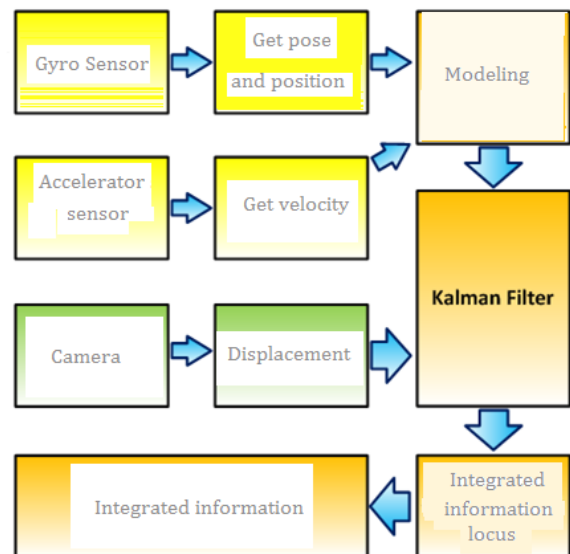 Gyro Sensor
Get pose
and position
Modeling
Accelerator
sensor
Get velocity
Kalman Filter
Camera
Displacement
Integrated information
Integrated
information
locus